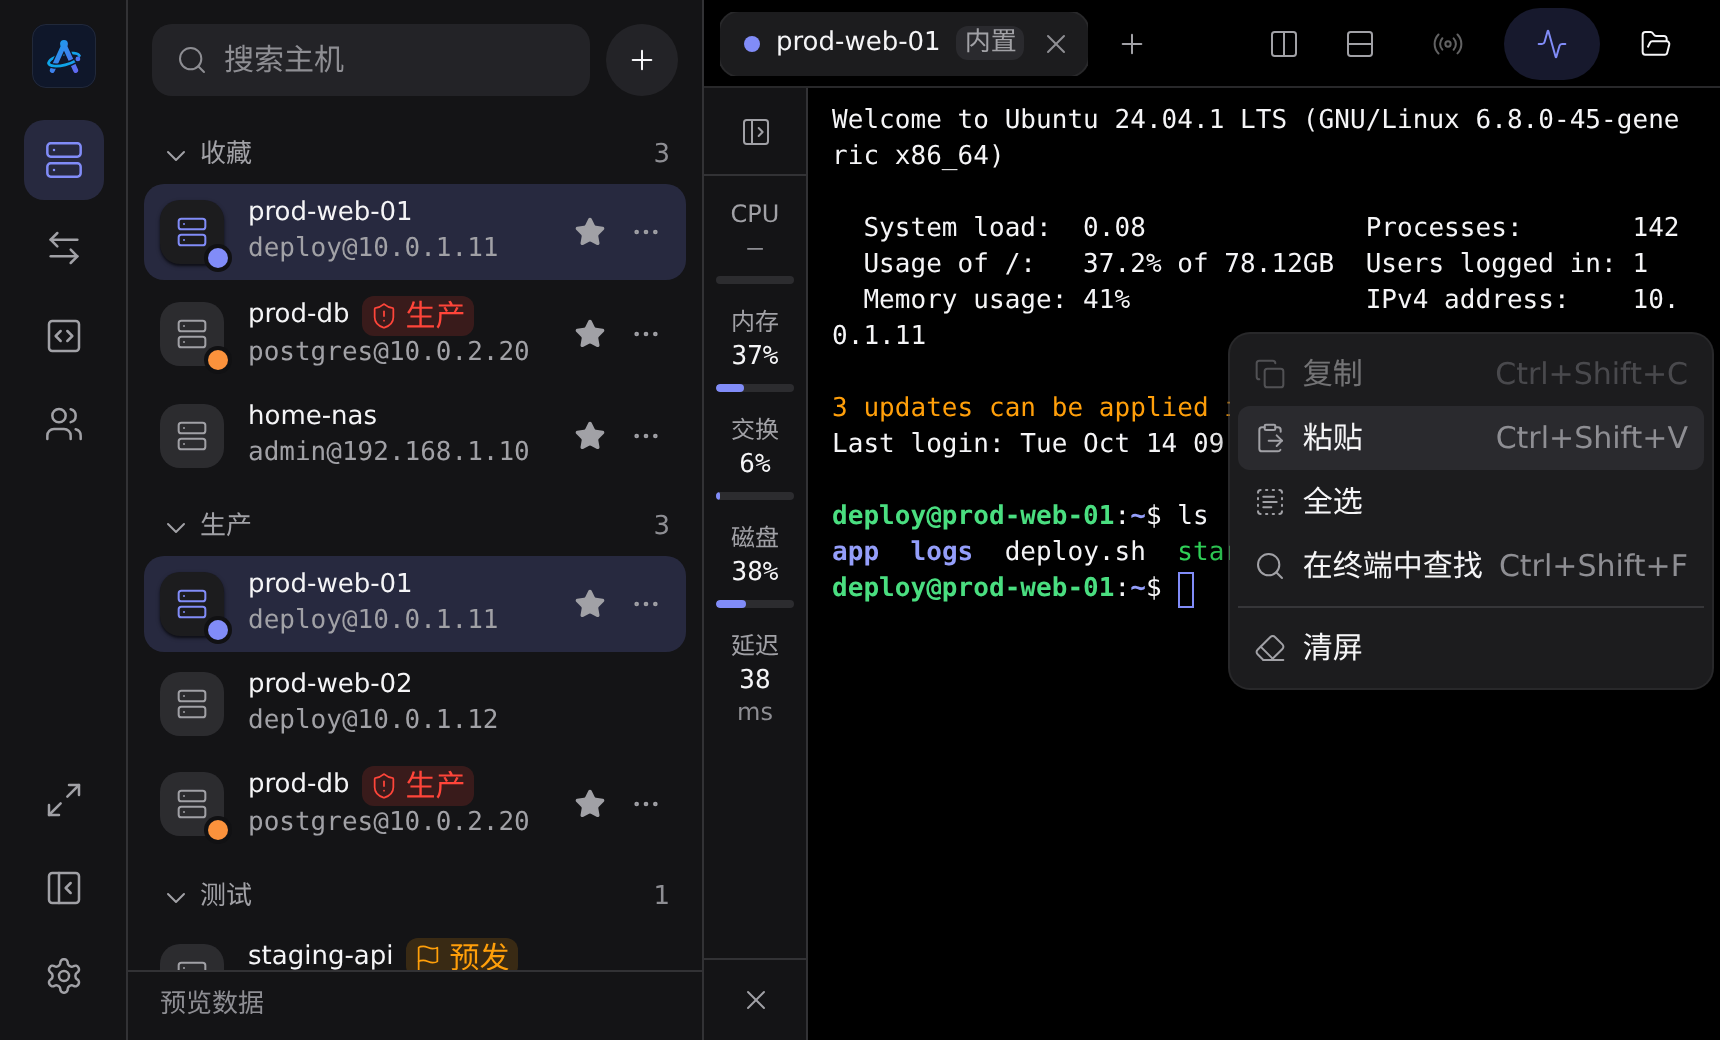 搜索主机
收藏 3
prod-web-01
deploy@10.0.1.11
prod-db 生产
postgres@10.0.2.20
home-nas
admin@192.168.1.10
生产 3
prod-web-01
deploy@10.0.1.11
prod-web-02
deploy@10.0.1.12
prod-db 生产
postgres@10.0.2.20
测试 1
staging-api 预发
预览数据
prod-web-01 内置
CPU
—
内存
37%
交换
6%
磁盘
38%
延迟
38
ms
Welcome to Ubuntu 24.04.1 LTS (GNU/Linux 6.8.0-45-gene
ric x86_64)
System load: 0.08 Processes: 142
Usage of /: 37.2% of 78.12GB Users logged in: 1
Memory usage: 41% IPv4 address: 10.
0.1.11
3 updates can be applied
Last login: Tue Oct 14 09
deploy@prod-web-01:~$ ls
app logs deploy.sh sta
deploy@prod-web-01:~$
复制 Ctrl+Shift+C
粘贴 Ctrl+Shift+V
全选
在终端中查找 Ctrl+Shift+F
清屏